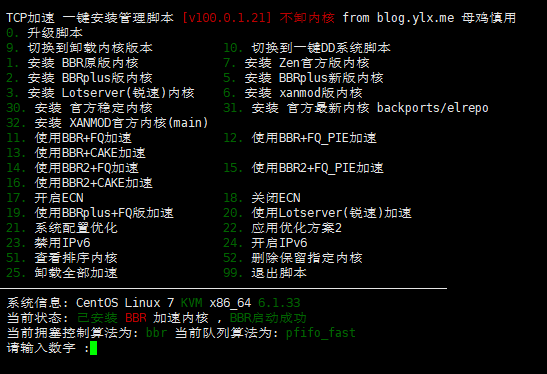 TCP加速 一键安装管理脚本 [v100.0.1.21] 不卸内核 from blog.ylx.me 母鸡慎用
0. 升级脚本
9. 切换到卸载内核版本 10. 切换到一键DD系统脚本
1. 安装 BBR原版内核 7. 安装 Zen官方版内核
2. 安装 BBRplus版内核 5. 安装 BBRplus新版内核
3. 安装 Lotserver(锐速)内核 6. 安装 xanmod版内核
30. 安装 官方稳定内核 31. 安装 官方最新内核 backports/elrepo
32. 安装 XANMOD官方内核(main)
11. 使用BBR+FQ加速 12. 使用BBR+FQ_PIE加速
13. 使用BBR+CAKE加速
14. 使用BBR2+FQ加速 15. 使用BBR2+FQ_PIE加速
16. 使用BBR2+CAKE加速
17. 开启ECN 18. 关闭ECN
19. 使用BBRplus+FQ版加速 20. 使用Lotserver(锐速)加速
21. 系统配置优化 22. 应用优化方案2
23. 禁用IPv6 24. 开启IPv6
51. 查看排序内核 52. 删除保留指定内核
25. 卸载全部加速 99. 退出脚本
系统信息: CentOS Linux 7 KVM x86_64 6.1.33
当前状态: 已安装 BBR 加速内核 , BBR启动成功
当前拥塞控制算法为: bbr 当前队列算法为: pfifo_fast
请输入数字 :